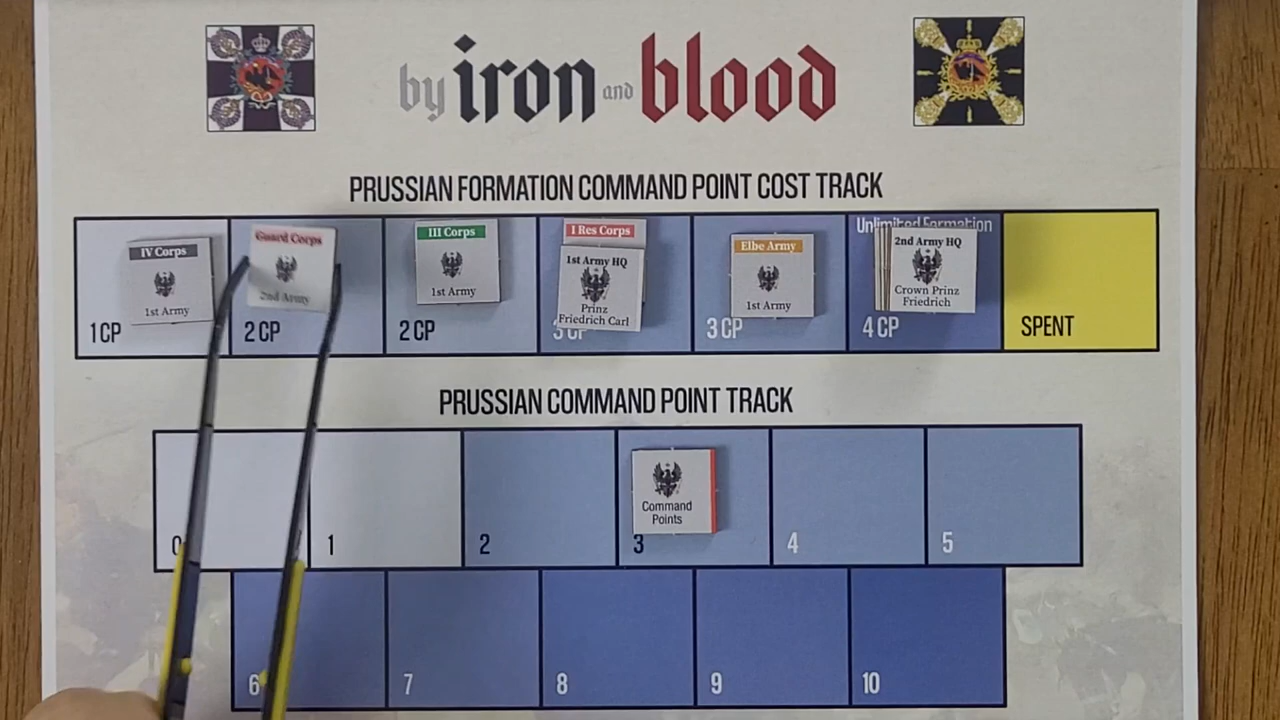 by iron and blood
PRUSSIAN FORMATION COMMAND POINT COST TRACK
IV Corps
1st Army
1 CP
Guard Corps
2nd Army
2 CP
III Corps
1st Army
2 CP
I Res Corps
1st Army HQ
Prinz
Friedrich Carl
3 CP
Elbe Army
1st Army
3 CP
Unlimited Formation
2nd Army HQ
Crown Prinz
Friedrich
4 CP
SPENT
PRUSSIAN COMMAND POINT TRACK
0
1
2
Command
Points
3
4
5
6
7
8
9
10